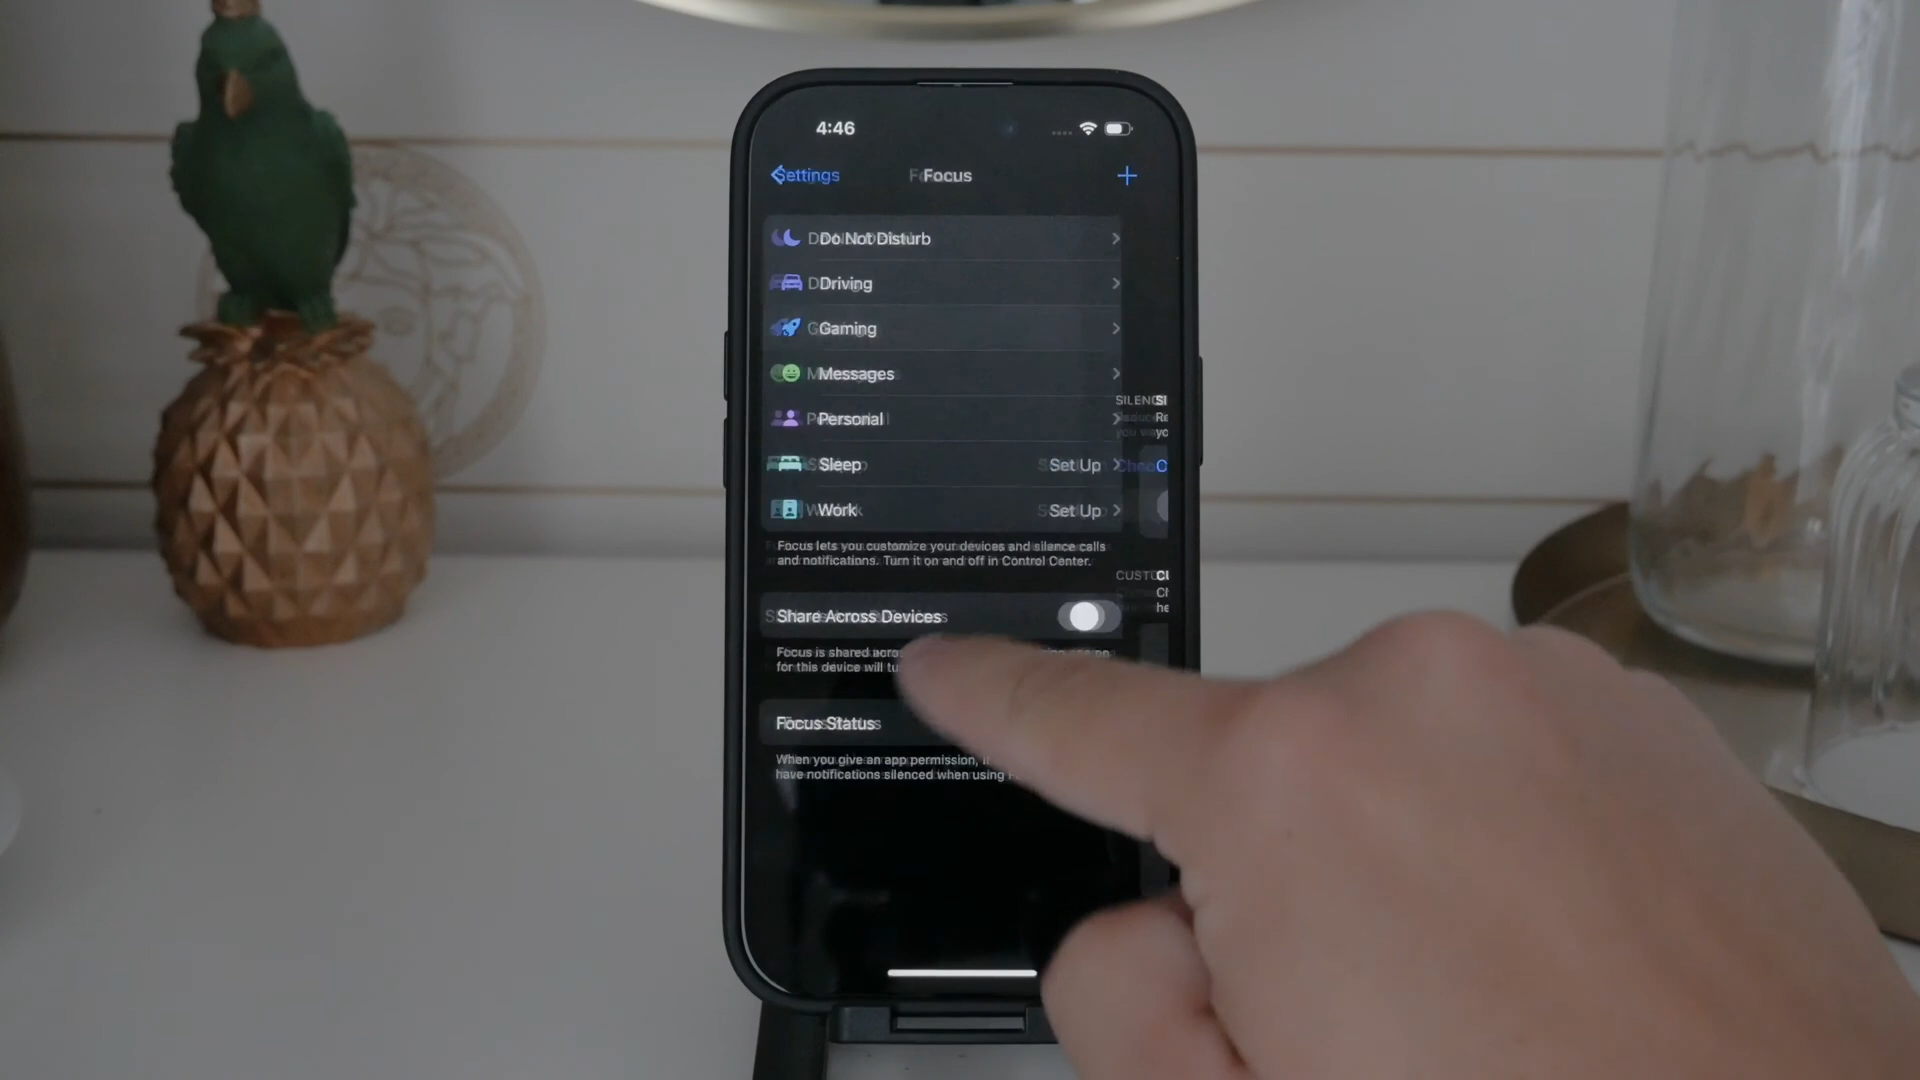 4:46
Settings
Focus
Do Not Disturb
Driving
Gaming
Messages
Personal
Sleep Set Up
Work Set Up
Focus lets you customize your devices and silence calls
and notifications. Turn it on and off in Control Center.
Share Across Devices
Focus is shared
for this device will
Focus Status
When you give an app permission,
have notifications silenced when using
SILENC
CUSTO